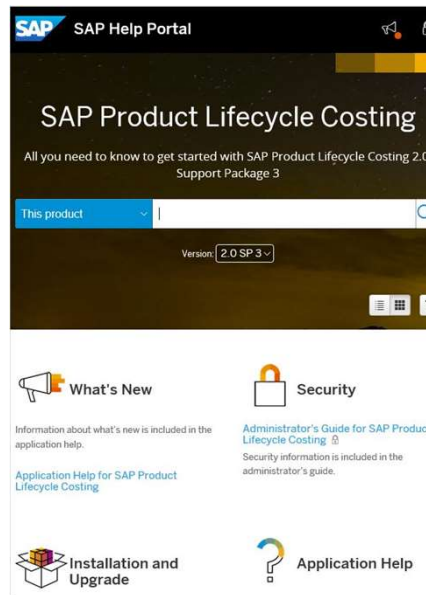 SAP SAP Help Portal
SAP Product Lifecycle Costing
All you need to know to get started with SAP Product Lifecycle Costing 2.0
Support Package 3
This product
Version: 2.0 SP 3
What's New
Information about what's new is included in the
application help.
Application Help for SAP Product
Lifecycle Costing
Security
Administrator's Guide for SAP Produc
Lifecycle Costing
Security information is included in the
administrator's guide.
Installation and
Upgrade
Application Help